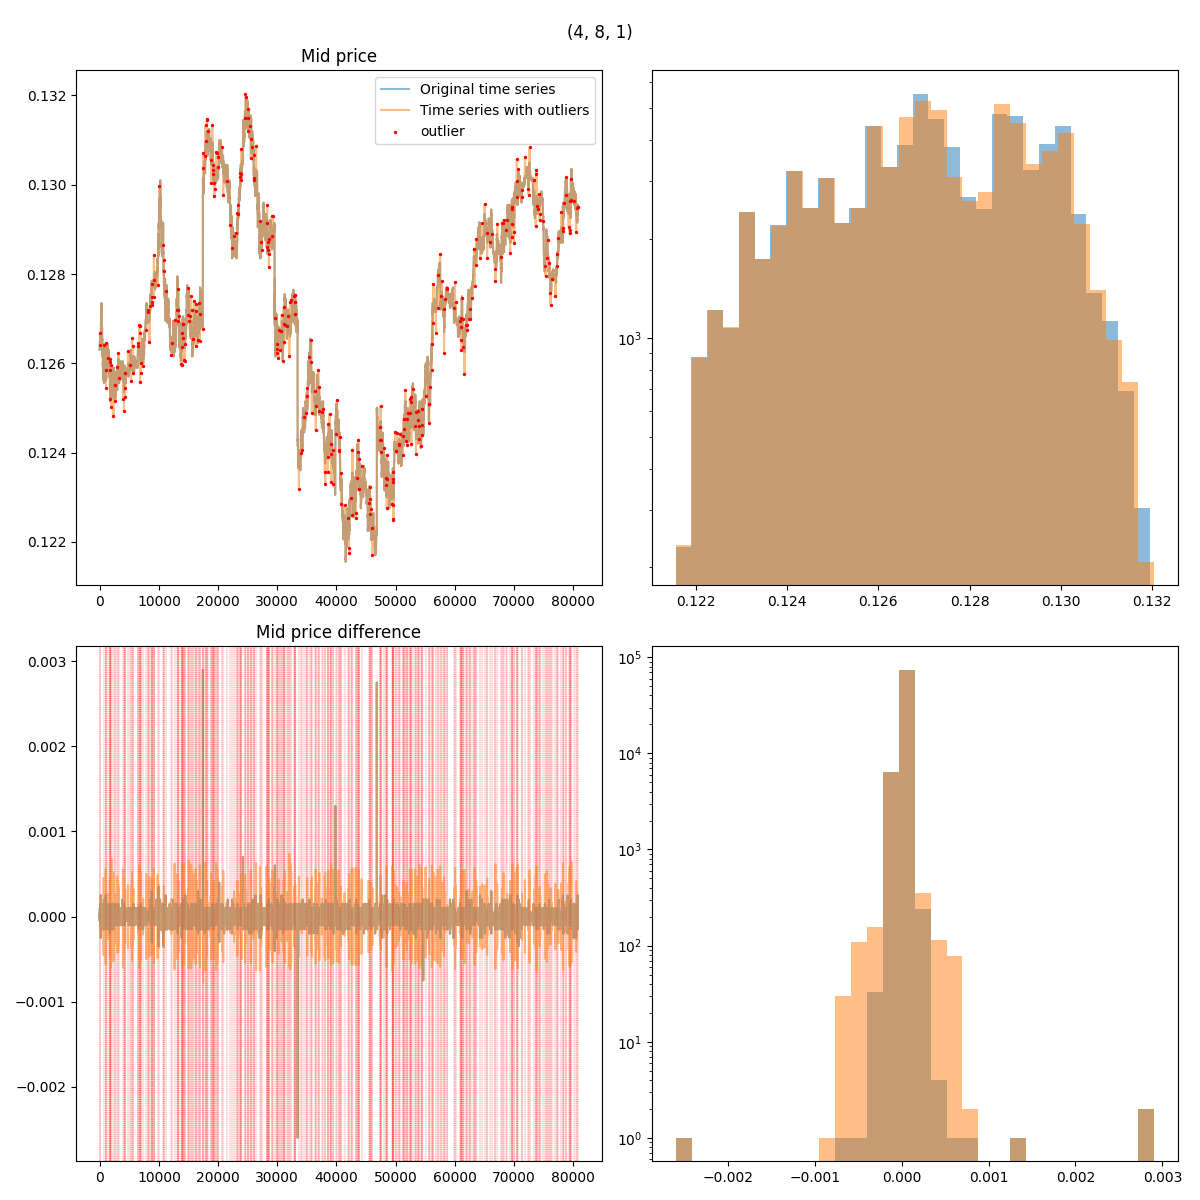 (4, 8, 1)
Mid price
Original time series
Time series with outliers
outlier
0.132
0.130
0.128
0.126
0.124
0.122
0 10000 20000 30000 40000 50000 60000 70000 80000
10³
0.122 0.124 0.126 0.128 0.130 0.132
Mid price difference
0.003
0.002
0.001
0.000
−0.001
−0.002
0 10000 20000 30000 40000 50000 60000 70000 80000
10⁵
10⁴
10³
10²
10¹
10⁰
−0.002 −0.001 0.000 0.001 0.002 0.003